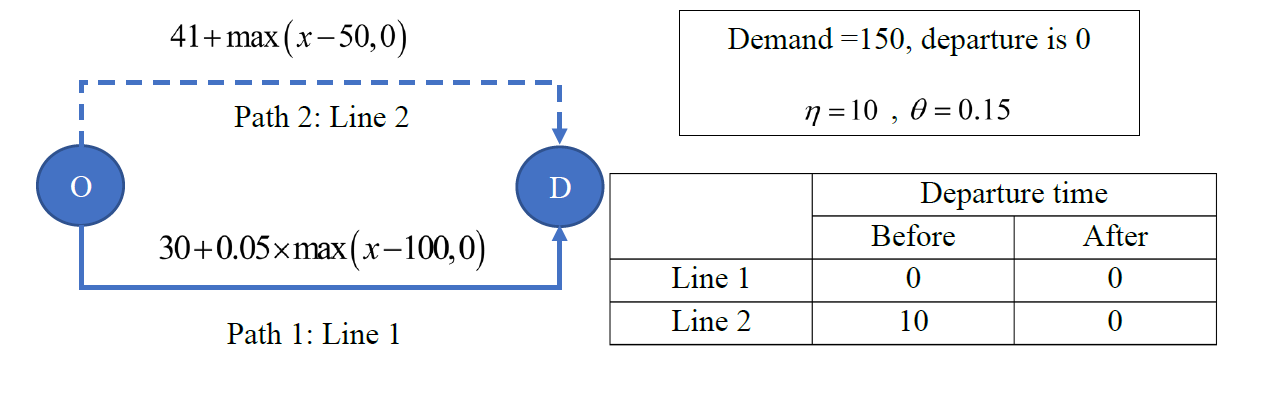 41+max(x−50,0)
Path 2: Line 2
O
D
30+0.05×max(x−100,0)
Path 1: Line 1
Demand =150, departure is 0
η=10 , θ=0.15
Departure time
Before After
Line 1 0 0
Line 2 10 0